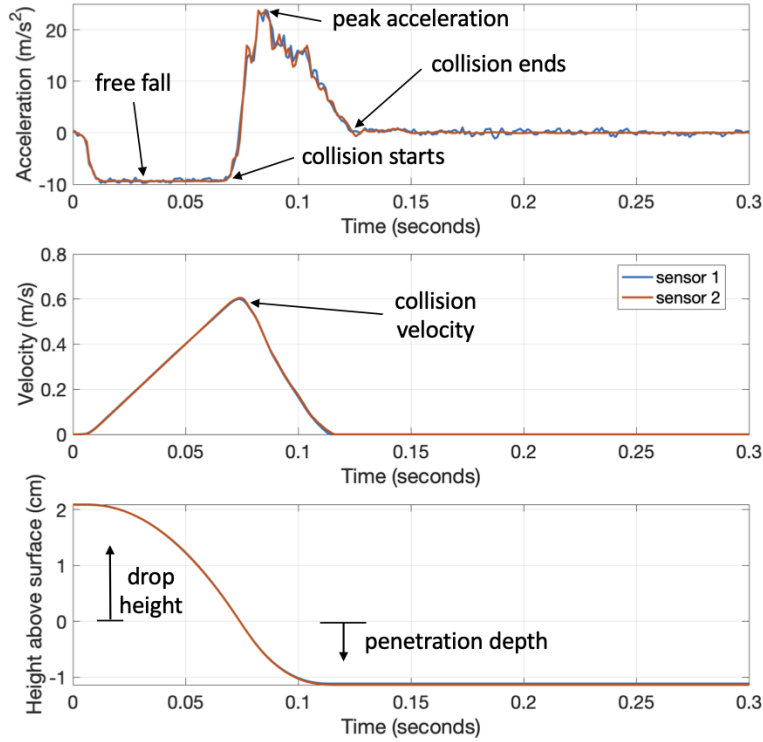 20
10
0
-10
Acceleration (m/s²)
peak acceleration
free fall
collision ends
collision starts
0 0.05 0.1 0.15 0.2 0.25 0.3
Time (seconds)
0.8
0.6
0.4
0.2
0
Velocity (m/s)
sensor 1
sensor 2
collision
velocity
0 0.05 0.1 0.15 0.2 0.25 0.3
Time (seconds)
2
1
0
-1
Height above surface (cm)
drop
height
penetration depth
0 0.05 0.1 0.15 0.2 0.25 0.3
Time (seconds)